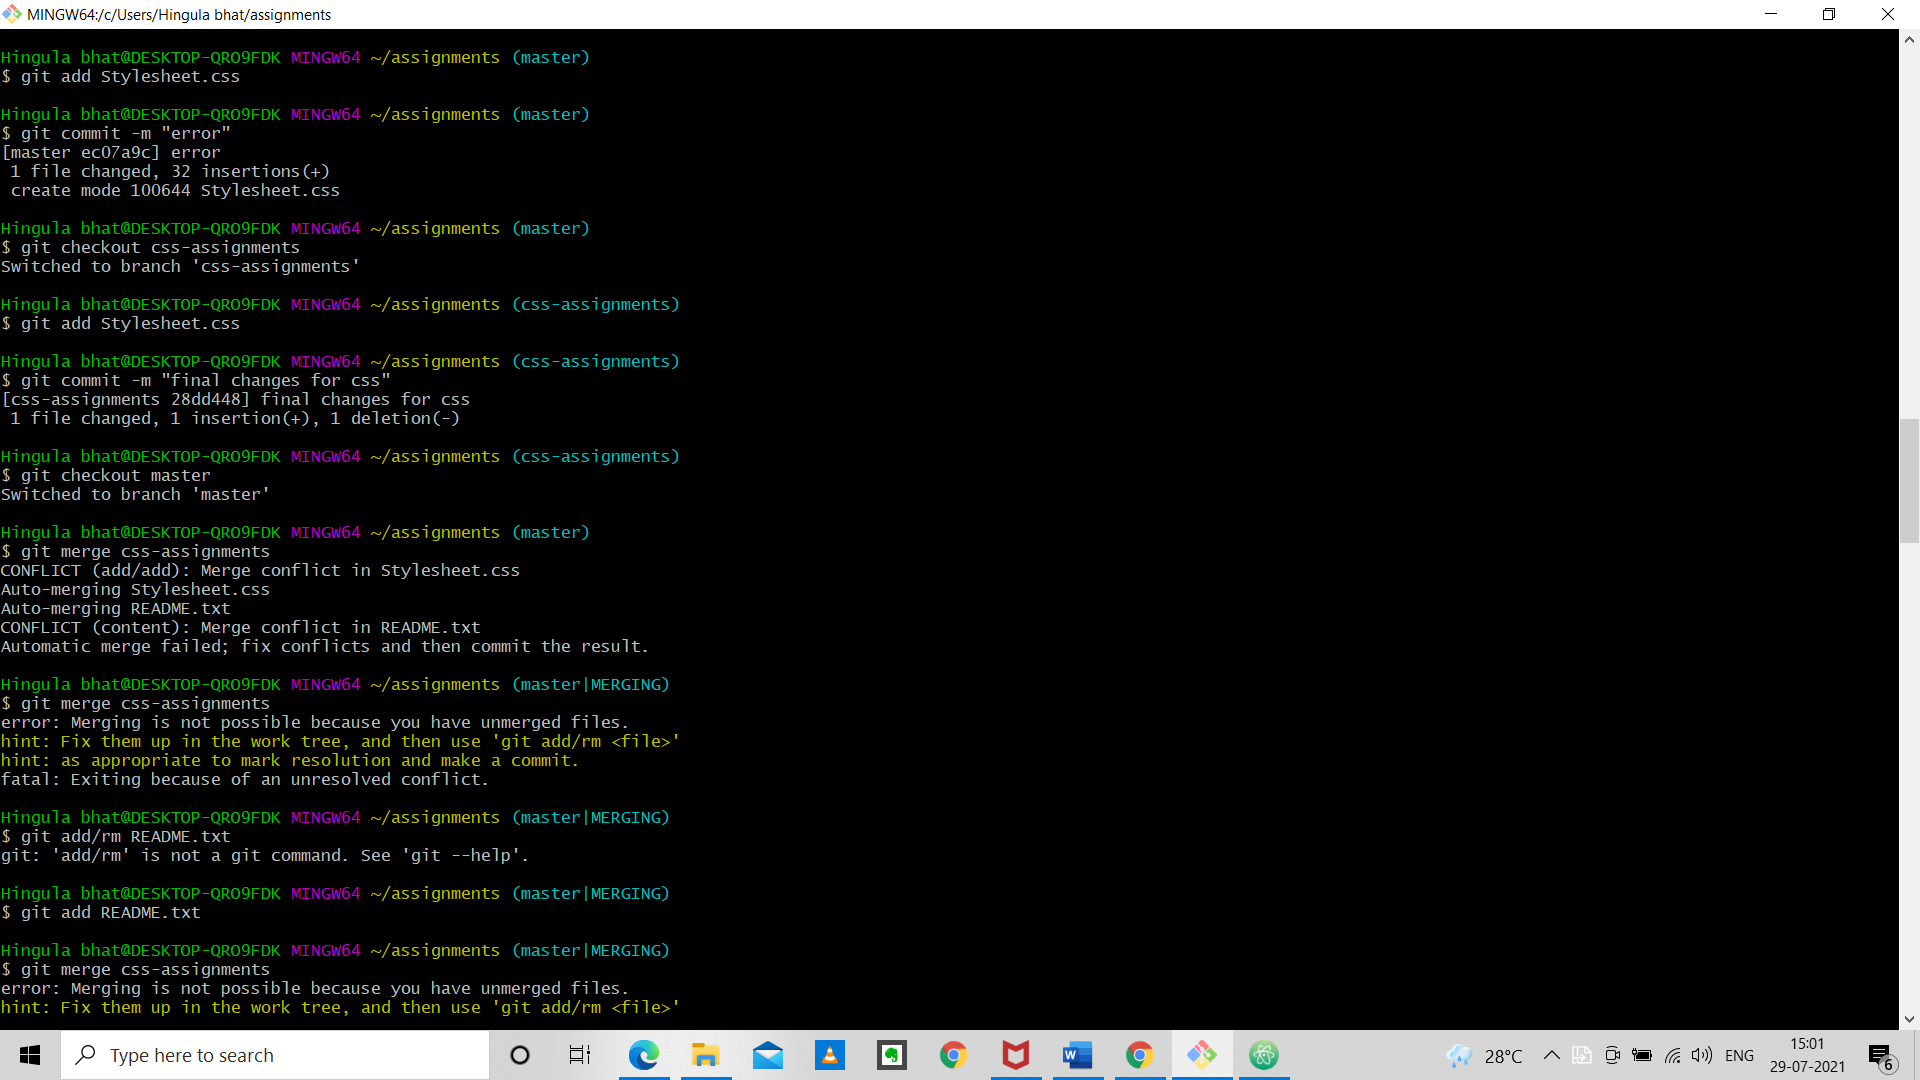 MINGW64:/c/Users/Hingula bhat/assignments
Hingula bhat@DESKTOP-QRO9FDK MINGW64 ~/assignments (master)
$ git add Stylesheet.css
Hingula bhat@DESKTOP-QRO9FDK MINGW64 ~/assignments (master)
$ git commit -m "error"
[master ec07a9c] error
 1 file changed, 32 insertions(+)
 create mode 100644 Stylesheet.css
Hingula bhat@DESKTOP-QRO9FDK MINGW64 ~/assignments (master)
$ git checkout css-assignments
Switched to branch 'css-assignments'
Hingula bhat@DESKTOP-QRO9FDK MINGW64 ~/assignments (css-assignments)
$ git add Stylesheet.css
Hingula bhat@DESKTOP-QRO9FDK MINGW64 ~/assignments (css-assignments)
$ git commit -m "final changes for css"
[css-assignments 28dd448] final changes for css
 1 file changed, 1 insertion(+), 1 deletion(-)
Hingula bhat@DESKTOP-QRO9FDK MINGW64 ~/assignments (css-assignments)
$ git checkout master
Switched to branch 'master'
Hingula bhat@DESKTOP-QRO9FDK MINGW64 ~/assignments (master)
$ git merge css-assignments
CONFLICT (add/add): Merge conflict in Stylesheet.css
Auto-merging Stylesheet.css
Auto-merging README.txt
CONFLICT (content): Merge conflict in README.txt
Automatic merge failed; fix conflicts and then commit the result.
Hingula bhat@DESKTOP-QRO9FDK MINGW64 ~/assignments (master|MERGING)
$ git merge css-assignments
error: Merging is not possible because you have unmerged files.
hint: Fix them up in the work tree, and then use 'git add/rm <file>'
hint: as appropriate to mark resolution and make a commit.
fatal: Exiting because of an unresolved conflict.
Hingula bhat@DESKTOP-QRO9FDK MINGW64 ~/assignments (master|MERGING)
$ git add/rm README.txt
git: 'add/rm' is not a git command. See 'git --help'.
Hingula bhat@DESKTOP-QRO9FDK MINGW64 ~/assignments (master|MERGING)
$ git add README.txt
Hingula bhat@DESKTOP-QRO9FDK MINGW64 ~/assignments (master|MERGING)
$ git merge css-assignments
error: Merging is not possible because you have unmerged files.
hint: Fix them up in the work tree, and then use 'git add/rm <file>'
Type here to search
28°C
ENG
15:01
29-07-2021
6